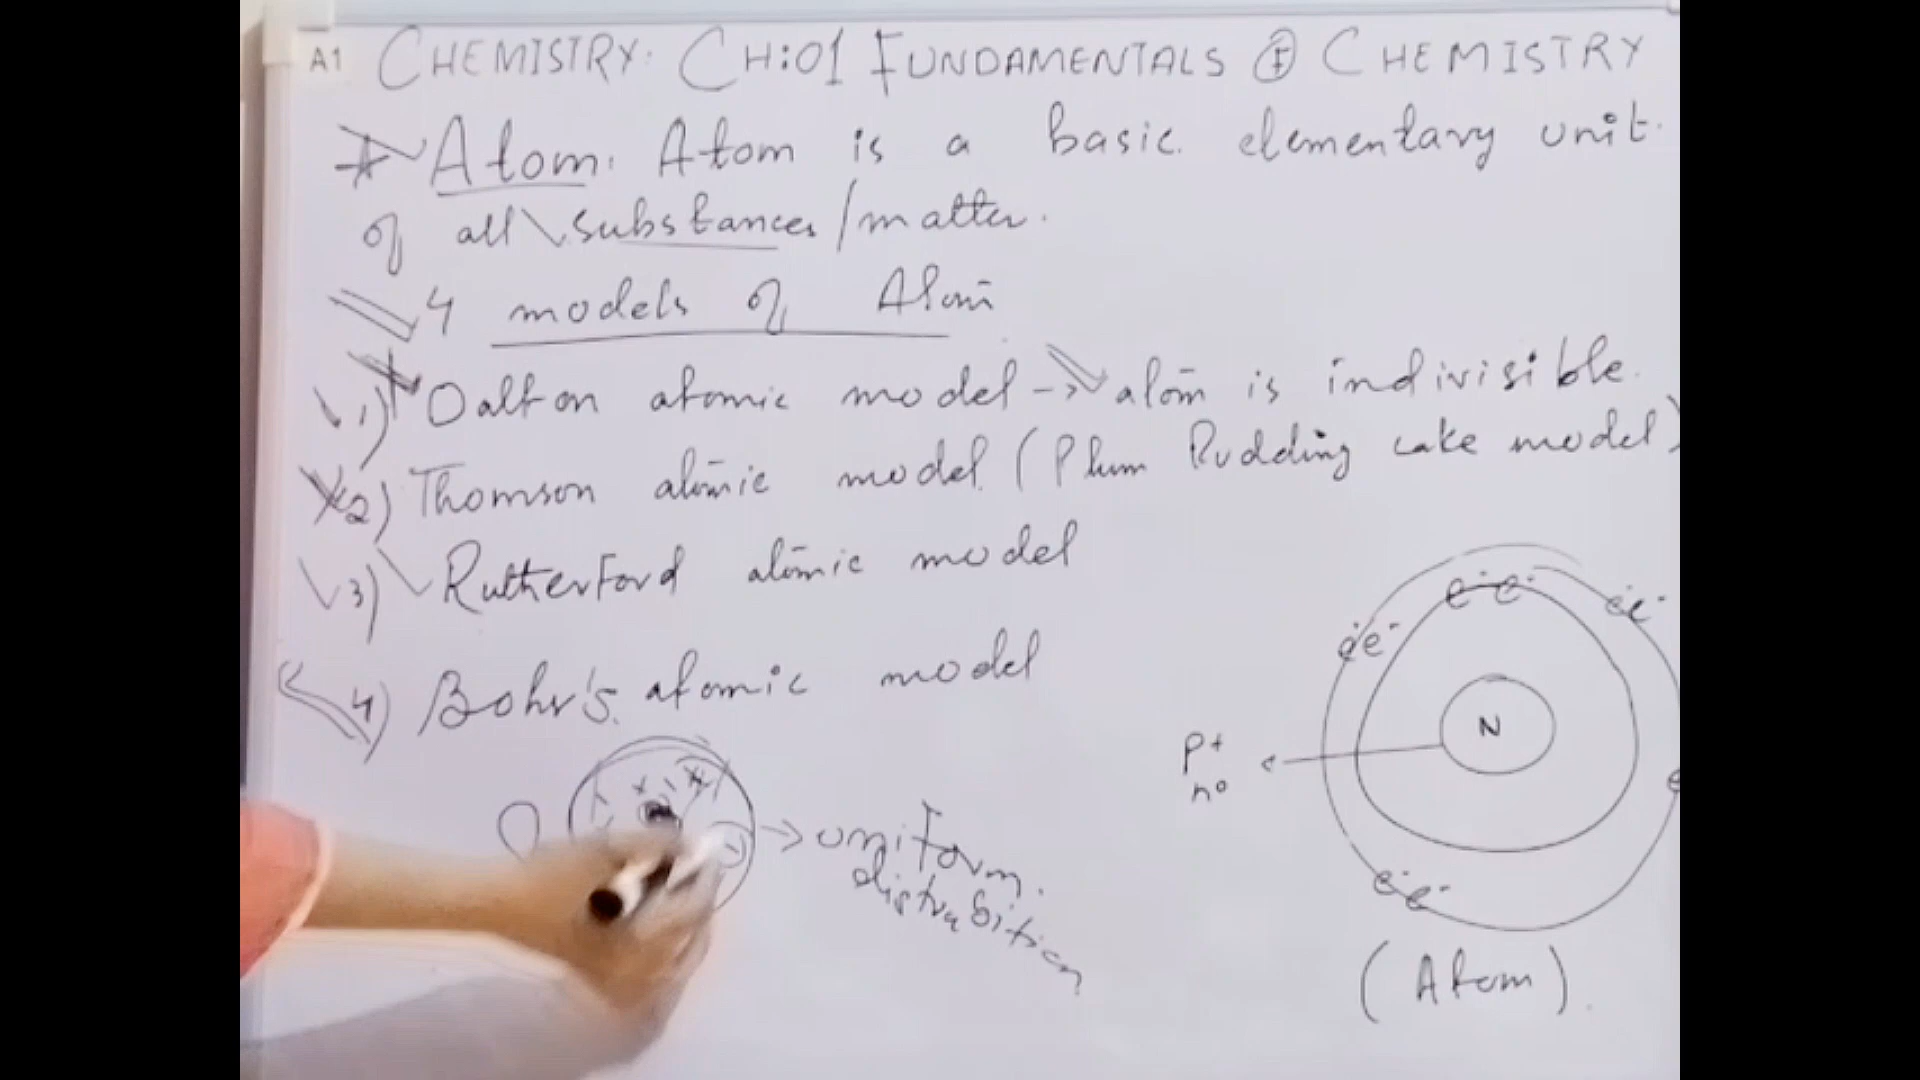 A1 CHEMISTRY: CH:01 FUNDAMENTALS OF CHEMISTRY
Atom: Atom is a basic elementary unit
of all substances/matter.
4 models of Atom
1) Dalton atomic model -> atom is indivisible.
2) Thomson atomic model (Plum Pudding cake model)
3) Rutherford atomic model
4) Bohr's atomic model
-> uniform
distrubition
e- e-
e-
e-
N
P+
n°
e
e- e-
(Atom)